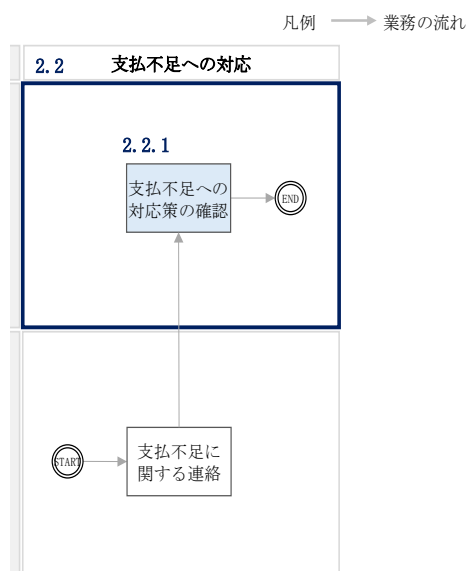 凡例 業務の流れ
2.2 支払不足への対応
2.2.1
支払不足への
対応策の確認
END
START
支払不足に
関する連絡